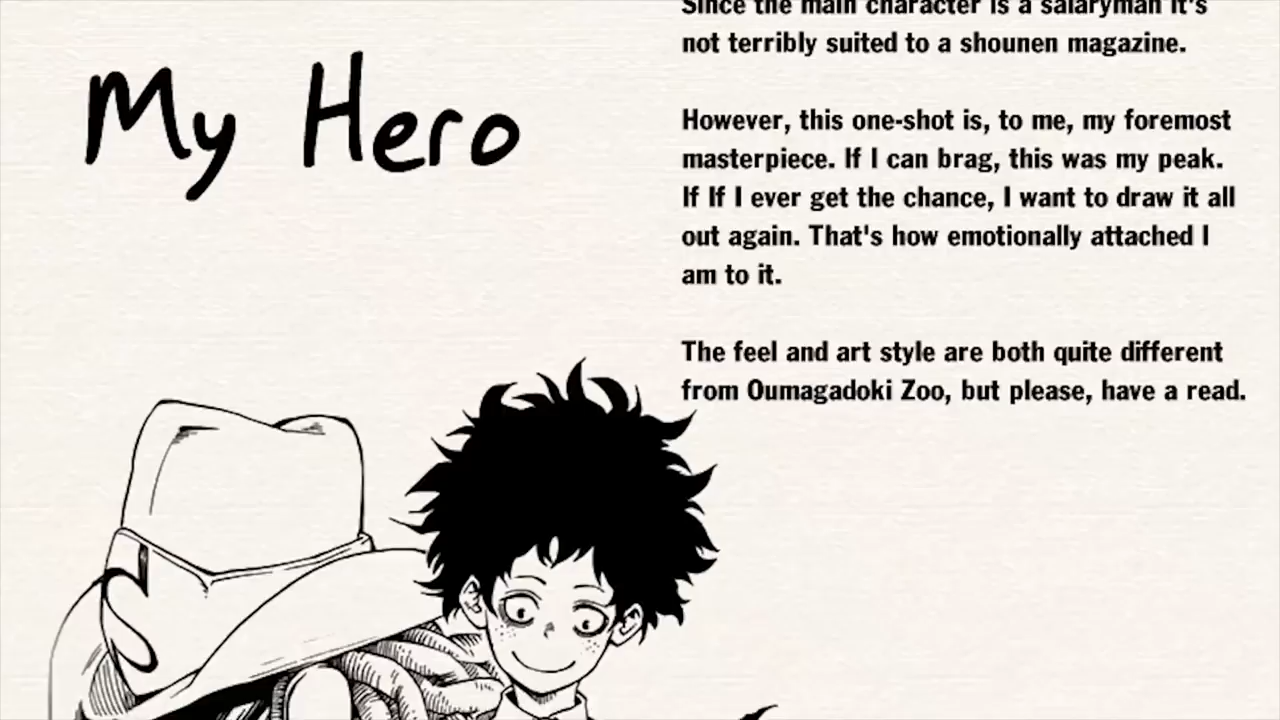 My Hero
Since the main character is a salaryman it's
not terribly suited to a shounen magazine.
However, this one-shot is, to me, my foremost
masterpiece. If I can brag, this was my peak.
If If I ever get the chance, I want to draw it all
out again. That's how emotionally attached I
am to it.
The feel and art style are both quite different
from Oumagadoki Zoo, but please, have a read.